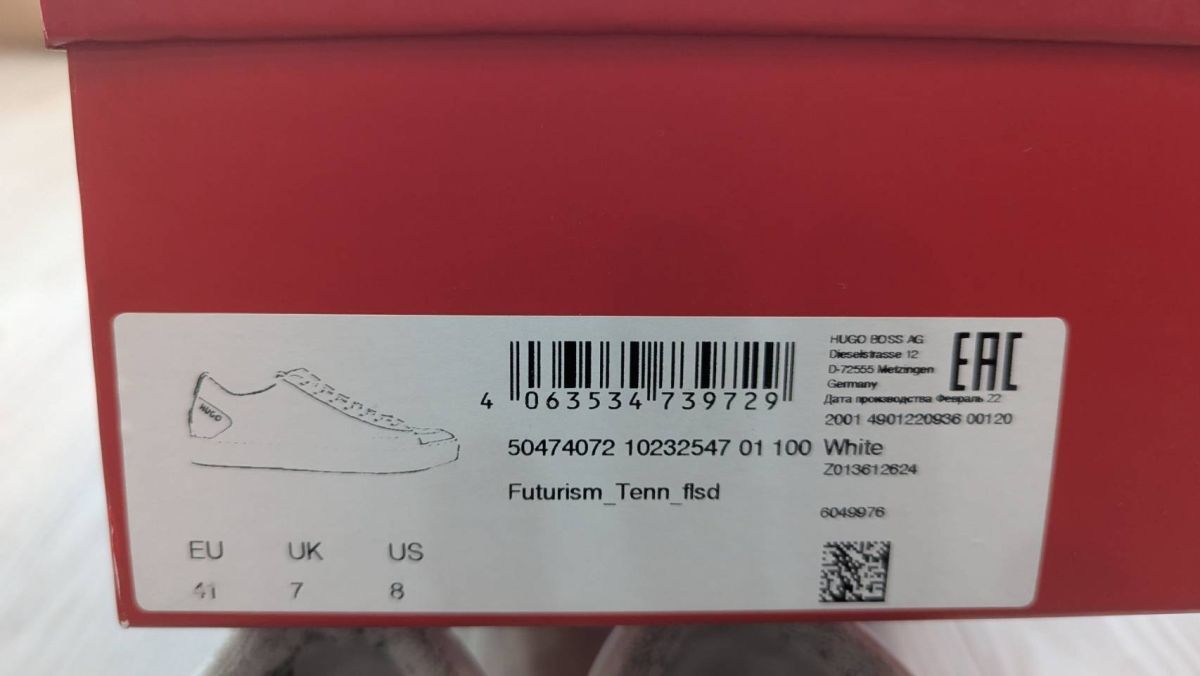 HUGO
4 063534 739729
50474072 10232547 01 100 White
Futurism_Tenn_flsd
EU UK US
41 7 8
HUGO BOSS AG
Dieselstrasse 12
D-72555 Metzingen
Germany
Дата производства Февраль 22
2001 4901220936 00120
Z013612624
6049976
EAC